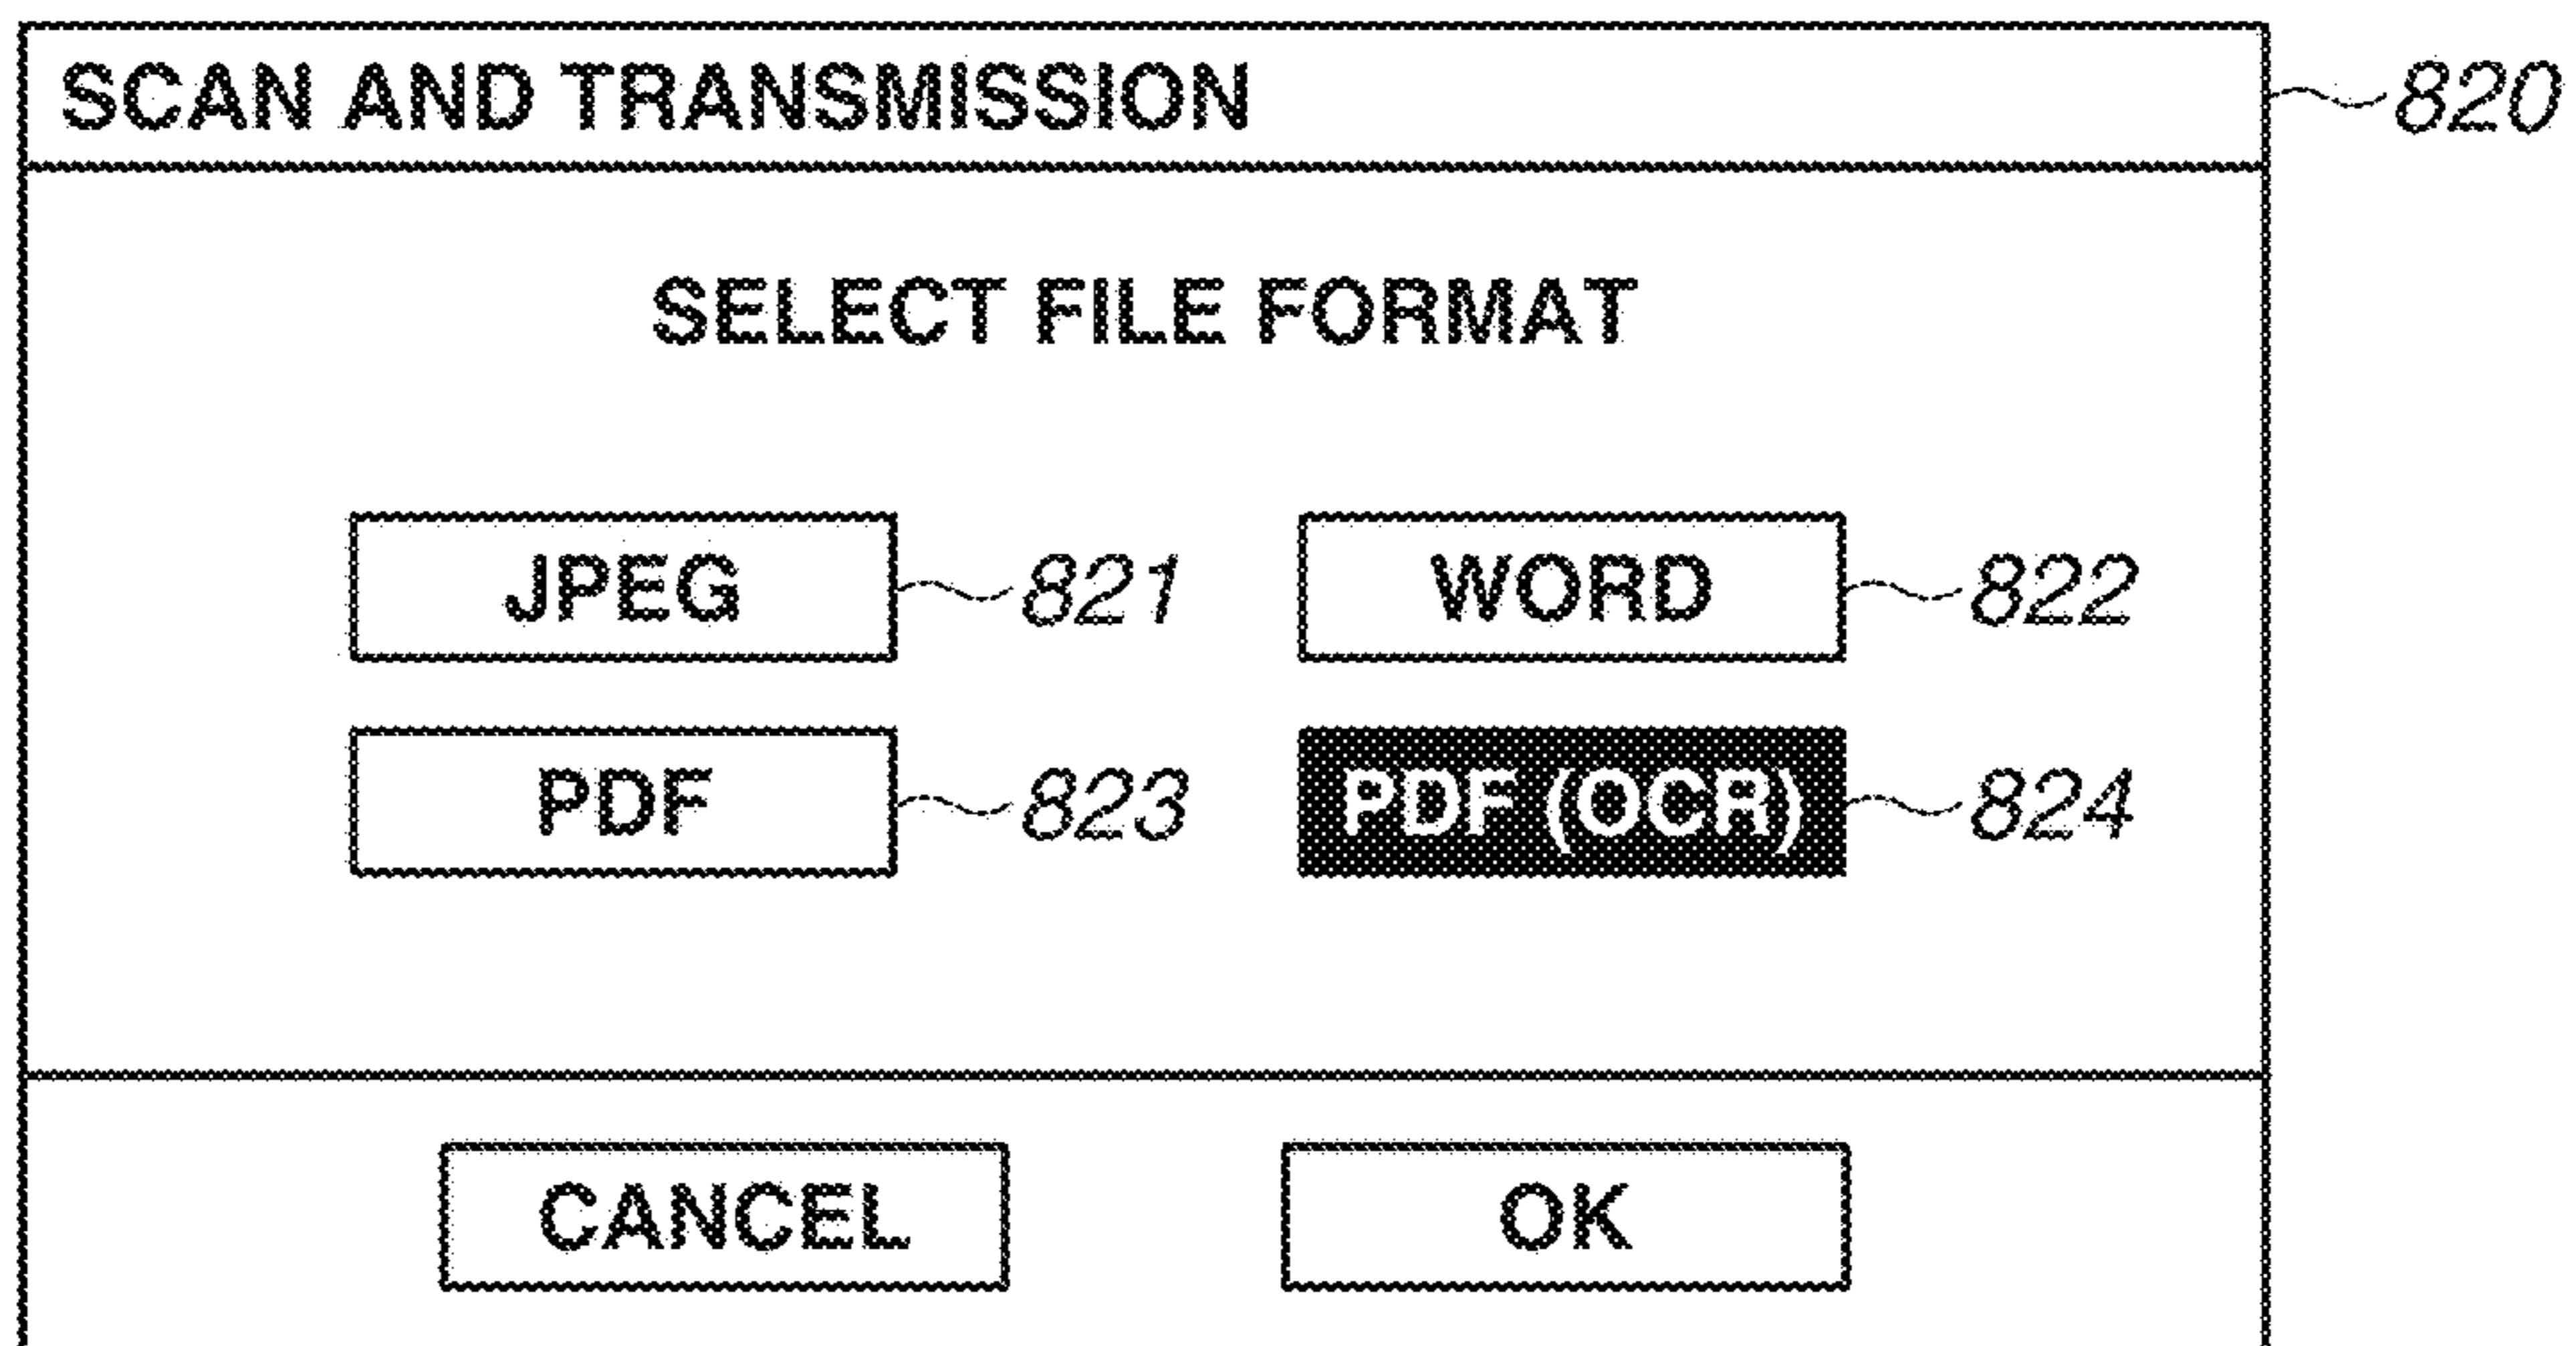 SCAN AND TRANSMISSION 820
SELECT FILE FORMAT
JPEG 821 WORD 822
PDF 823 PDF (OCR) 824
CANCEL OK